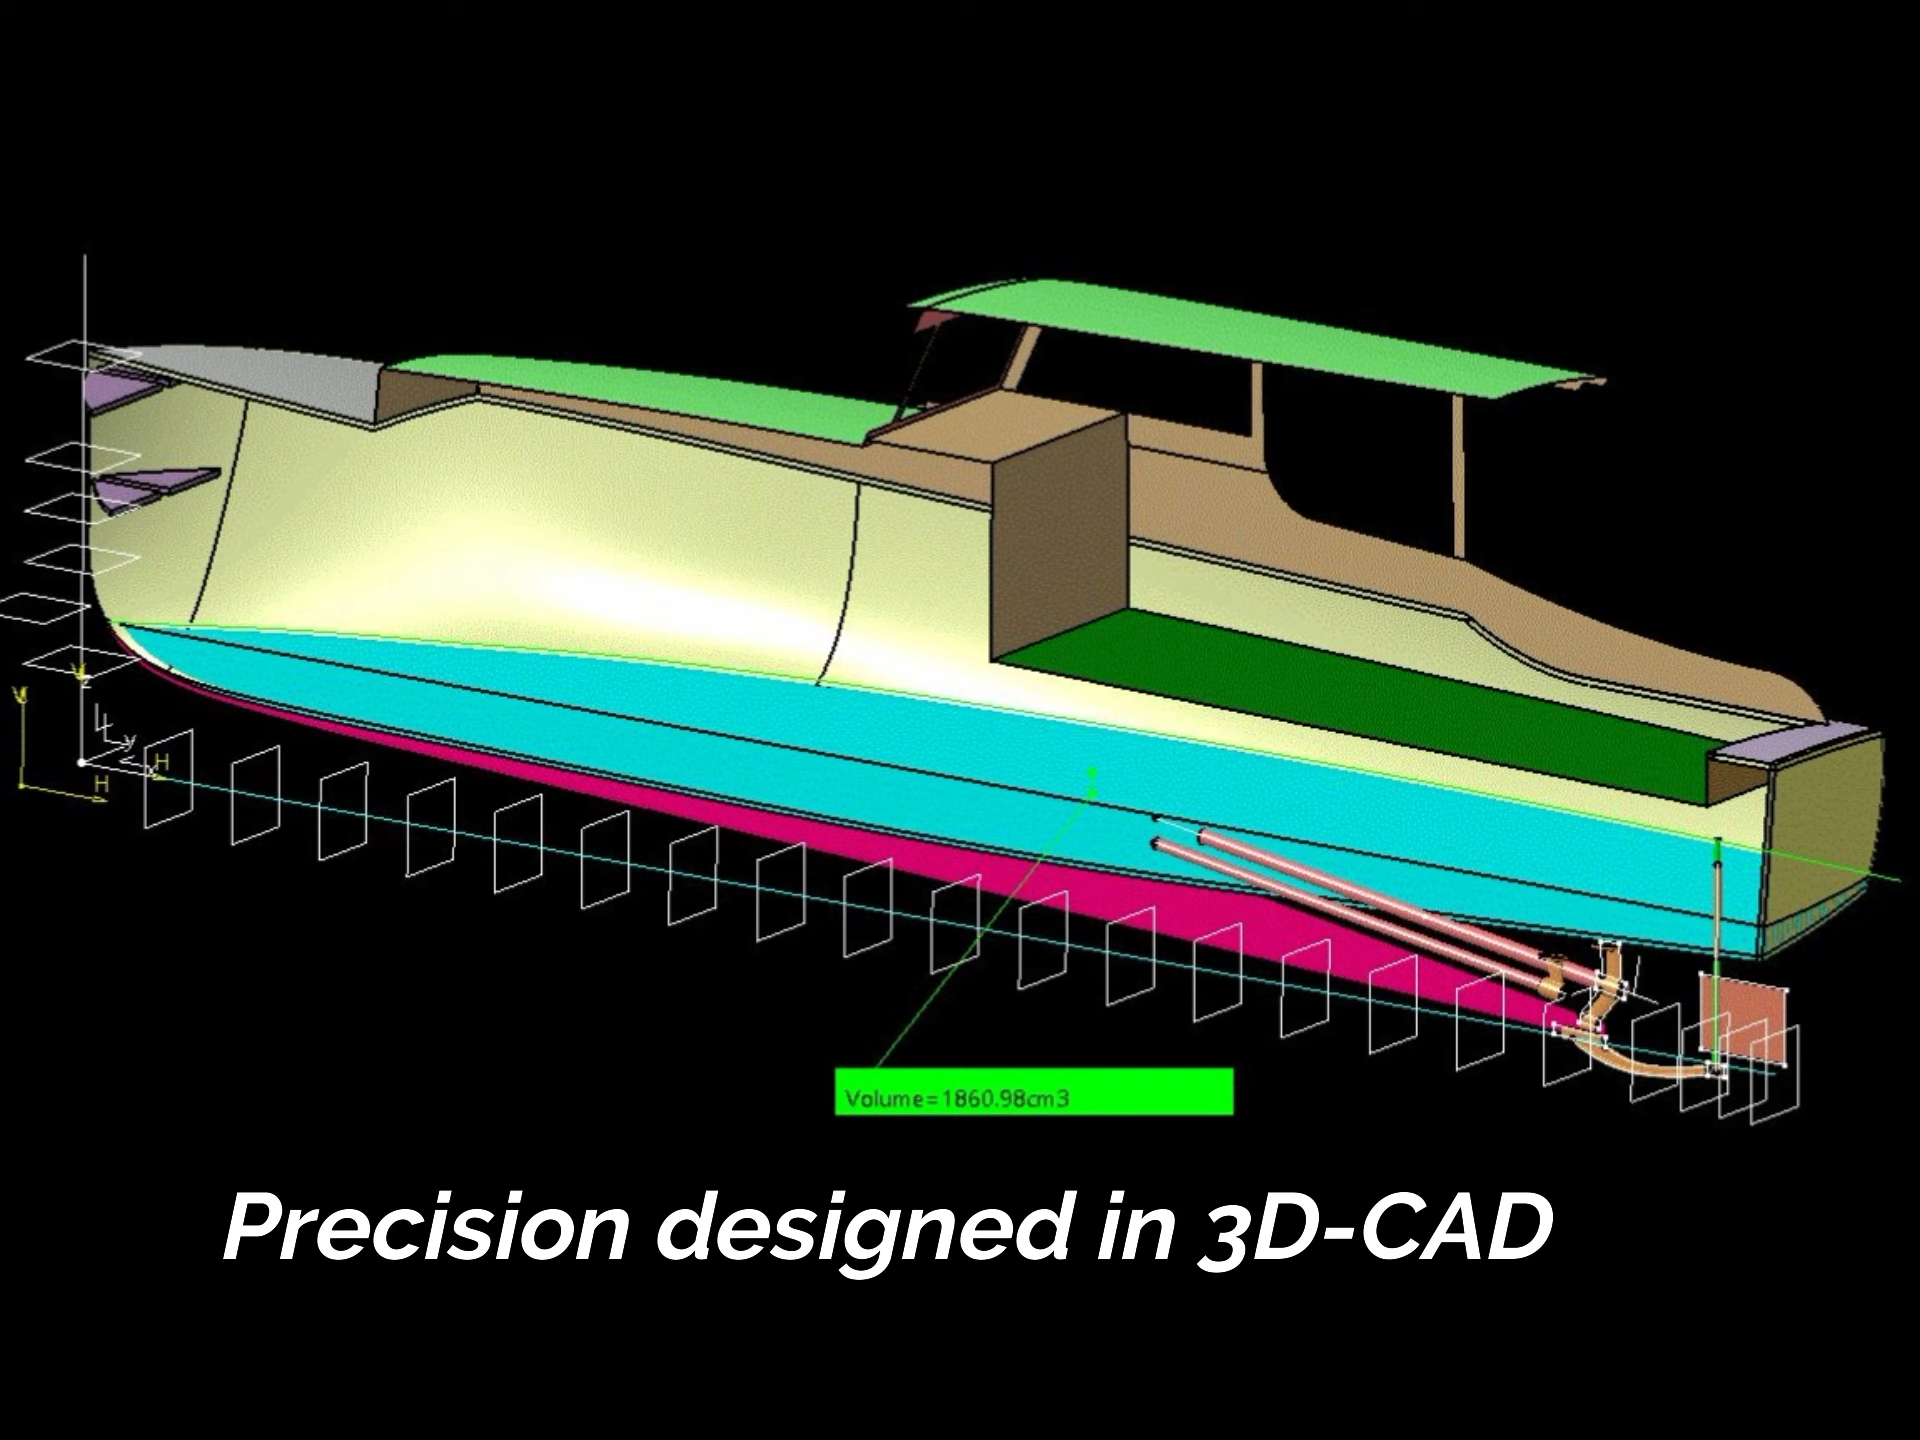 y
y
z
y
z
x
H
H
Volume=1860.98cm3
Precision designed in 3D-CAD